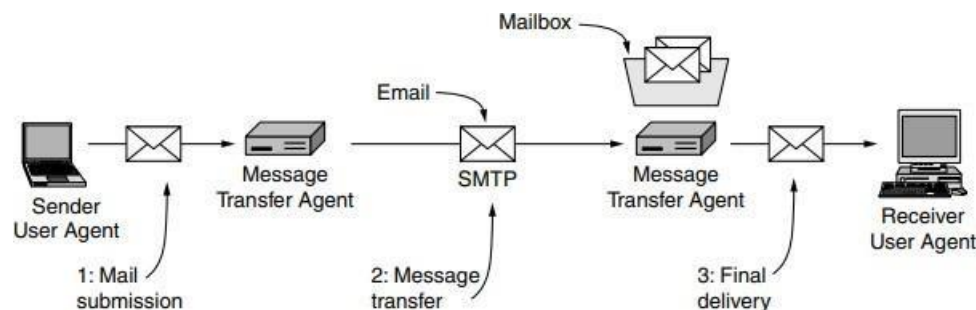 Mailbox
Email
SMTP
Message
Transfer Agent
Message
Transfer Agent
Sender
User Agent
Receiver
User Agent
1: Mail
submission
2: Message
transfer
3: Final
delivery